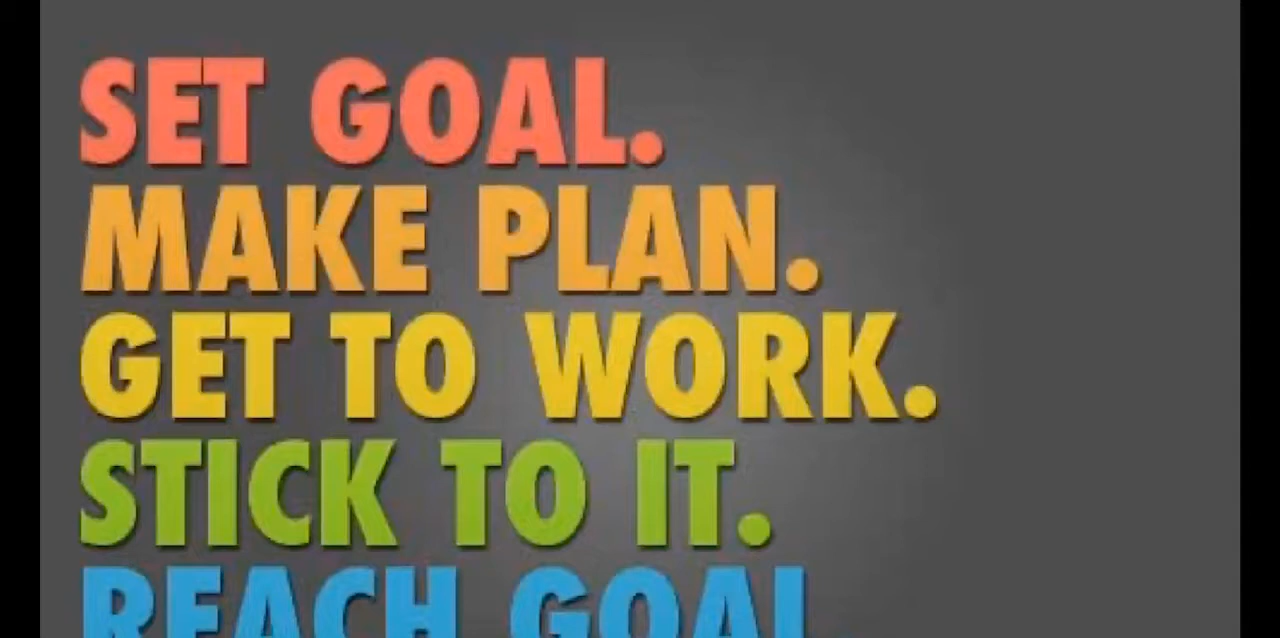 SET GOAL.
MAKE PLAN.
GET TO WORK.
STICK TO IT.
REACH GOAL